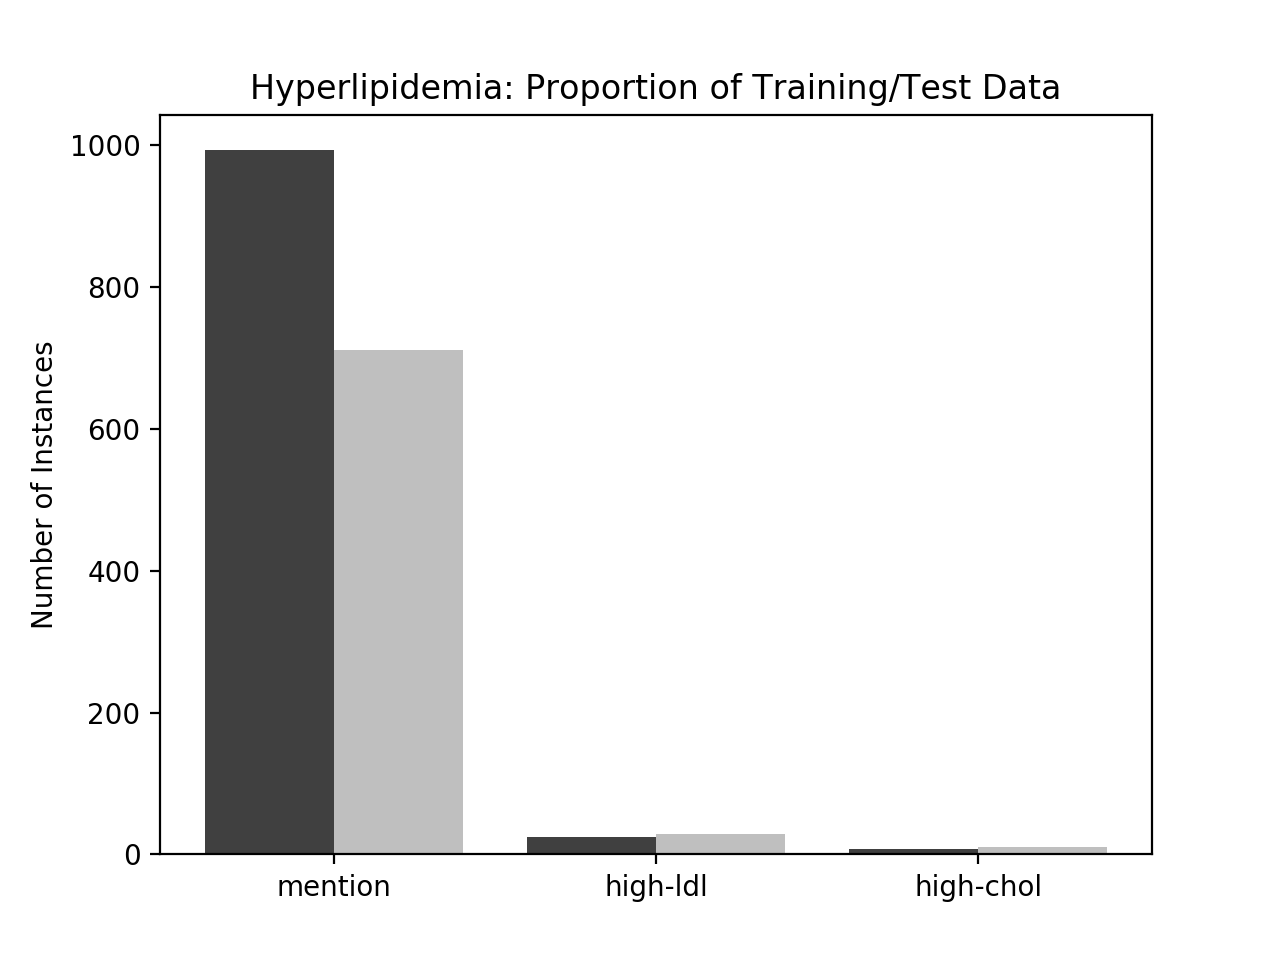 Hyperlipidemia: Proportion of Training/Test Data
Number of Instances
1000
800
600
400
200
0
mention
high-ldl
high-chol